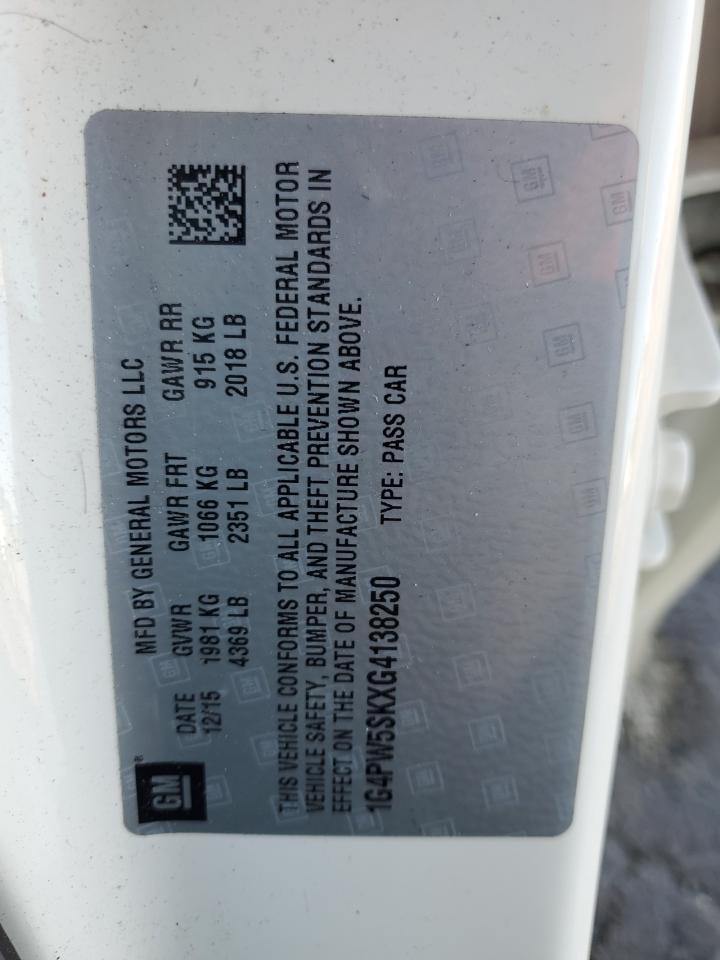 GM®
MFD BY GENERAL MOTORS LLC
DATE GVWR GAWR FRT GAWR RR
12/15 1981 KG 1066 KG 915 KG
4369 LB 2351 LB 2018 LB
THIS VEHICLE CONFORMS TO ALL APPLICABLE U.S. FEDERAL MOTOR
VEHICLE SAFETY, BUMPER, AND THEFT PREVENTION STANDARDS IN
EFFECT ON THE DATE OF MANUFACTURE SHOWN ABOVE.
1G4PW5SKXG4138250 TYPE: PASS CAR